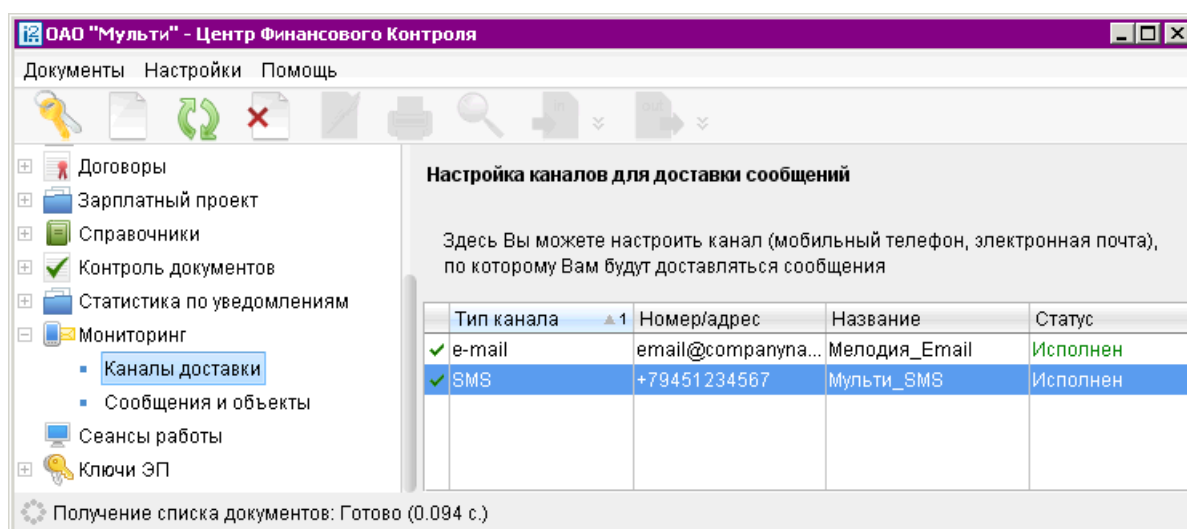 ОАО "Мульти" - Центр Финансового Контроля
Документы Настройки Помощь
in out
Договоры
Зарплатный проект
Справочники
Контроль документов
Статистика по уведомлениям
Мониторинг
Каналы доставки
Сообщения и объекты
Сеансы работы
Ключи ЭП
Настройка каналов для доставки сообщений
Здесь Вы можете настроить канал (мобильный телефон, электронная почта),
по которому Вам будут доставляться сообщения
Тип канала 1 Номер/адрес Название Статус
e-mail email@companyna... Мелодия_Email Исполнен
SMS +79451234567 Мульти_SMS Исполнен
Получение списка документов: Готово (0.094 с.)